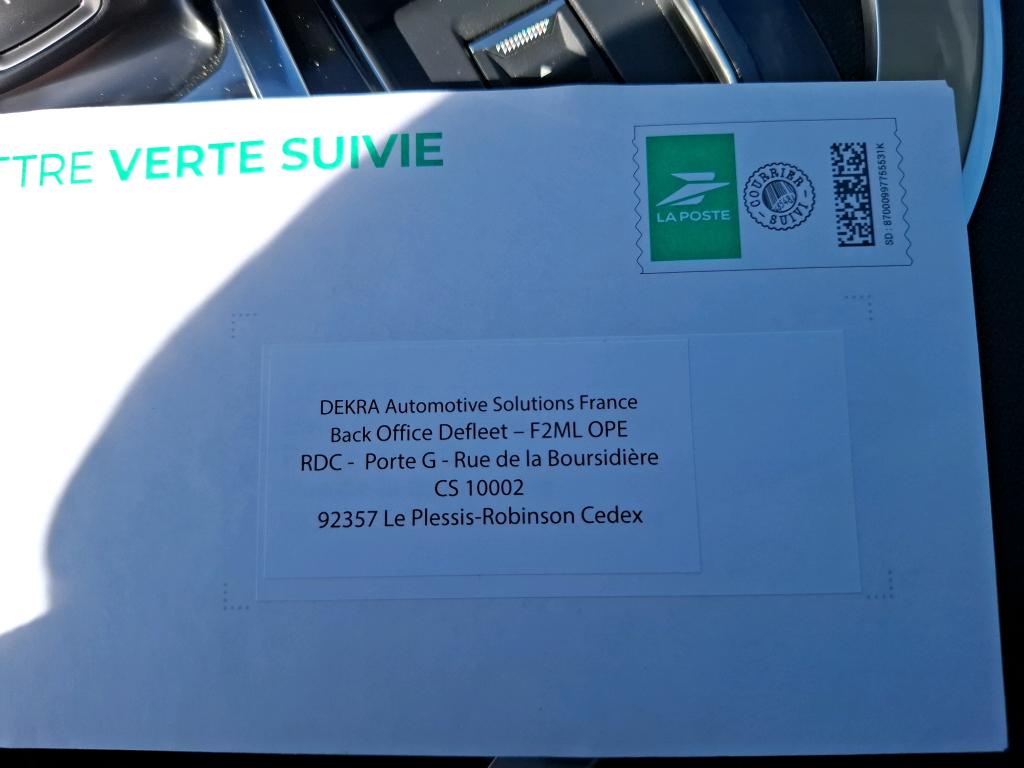 TTRE VERTE SUIVIE
LA POSTE
COURRIER SUIVI
SD : 87000997755531K
DEKRA Automotive Solutions France
Back Office Defleet – F2ML OPE
RDC - Porte G - Rue de la Boursidière
CS 10002
92357 Le Plessis-Robinson Cedex